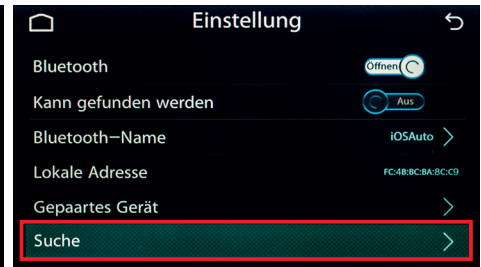 Einstellung
Bluetooth Öffnen
Kann gefunden werden Aus
Bluetooth-Name iOSAuto
Lokale Adresse FC:4B:BC:BA:8C:C9
Gepaartes Gerät
Suche